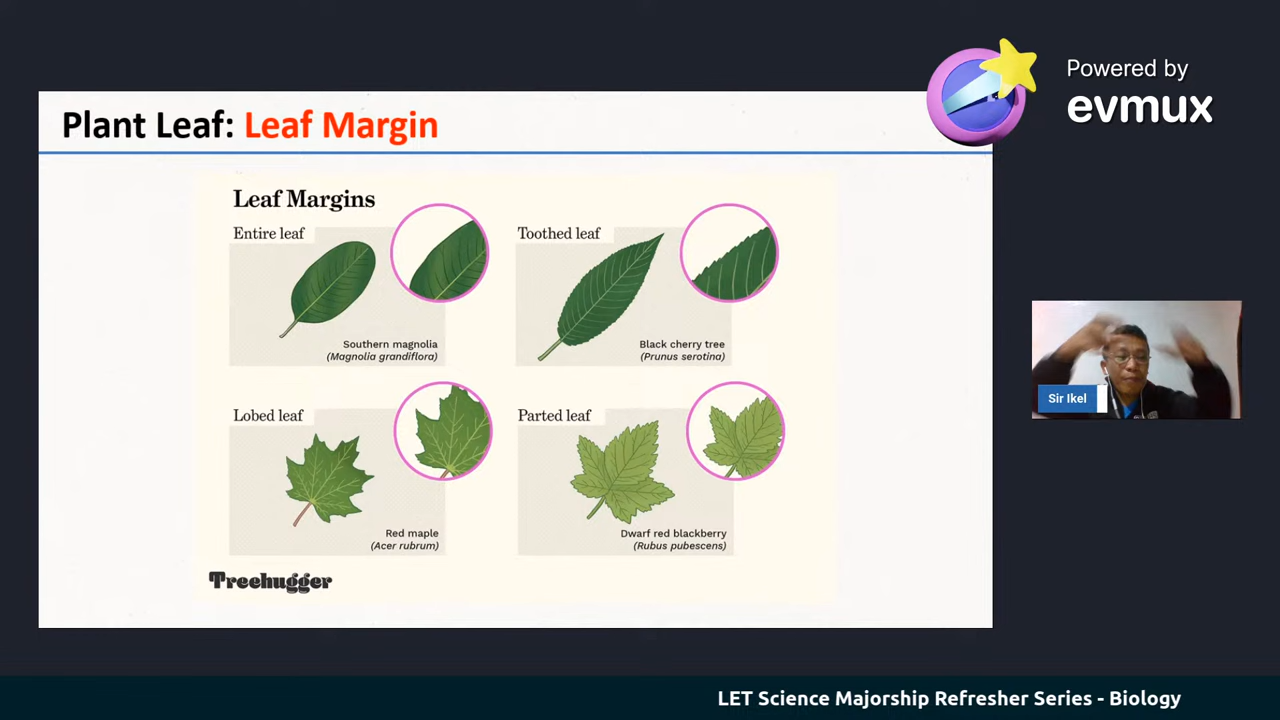 Powered by
evmux
Plant Leaf: Leaf Margin
Leaf Margins
Entire leaf
Southern magnolia
(Magnolia grandiflora)
Toothed leaf
Black cherry tree
(Prunus serotina)
Lobed leaf
Red maple
(Acer rubrum)
Parted leaf
Dwarf red blackberry
(Rubus pubescens)
Treehugger
Sir Ikel
LET Science Majorship Refresher Series - Biology